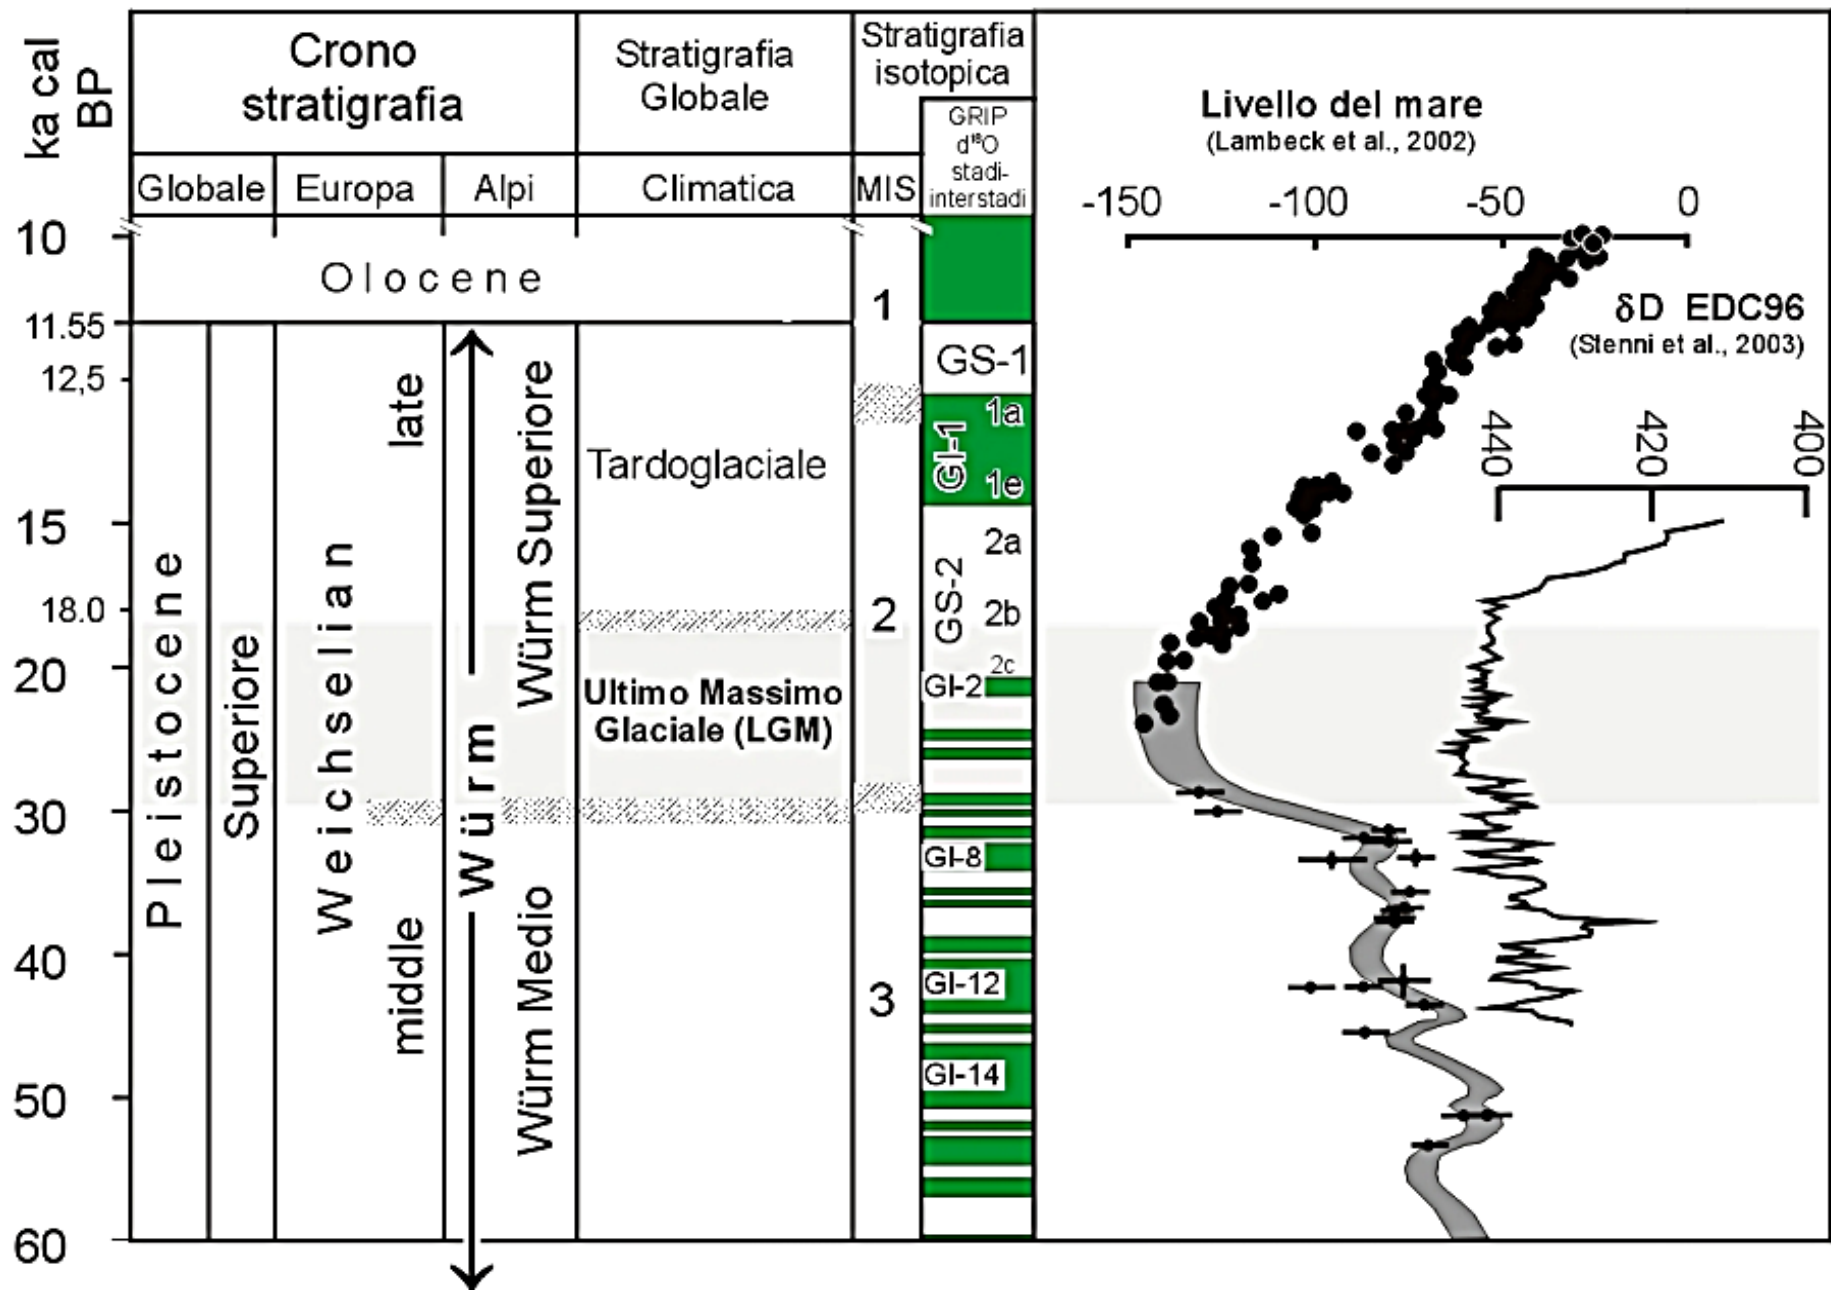 ka cal
BP
Crono
stratigrafia
Stratigrafia
Globale
Stratigrafia
isotopica
GRIP
d¹⁸O
stadi-
interstadi
Globale
Europa
Alpi
Climatica
MIS
Livello del mare
(Lambeck et al., 2002)
-150
-100
-50
0
10
Olocene
1
11.55
12,5
15
18.0
20
30
40
50
60
Pleistocene
Superiore
Weichselian
late
middle
Würm
Würm Superiore
Würm Medio
Tardoglaciale
Ultimo Massimo
Glaciale (LGM)
2
3
GS-1
GI-1
1a
1e
GS-2
2a
2b
2c
GI-2
GI-8
GI-12
GI-14
δD EDC96
(Stenni et al., 2003)
440
420
400